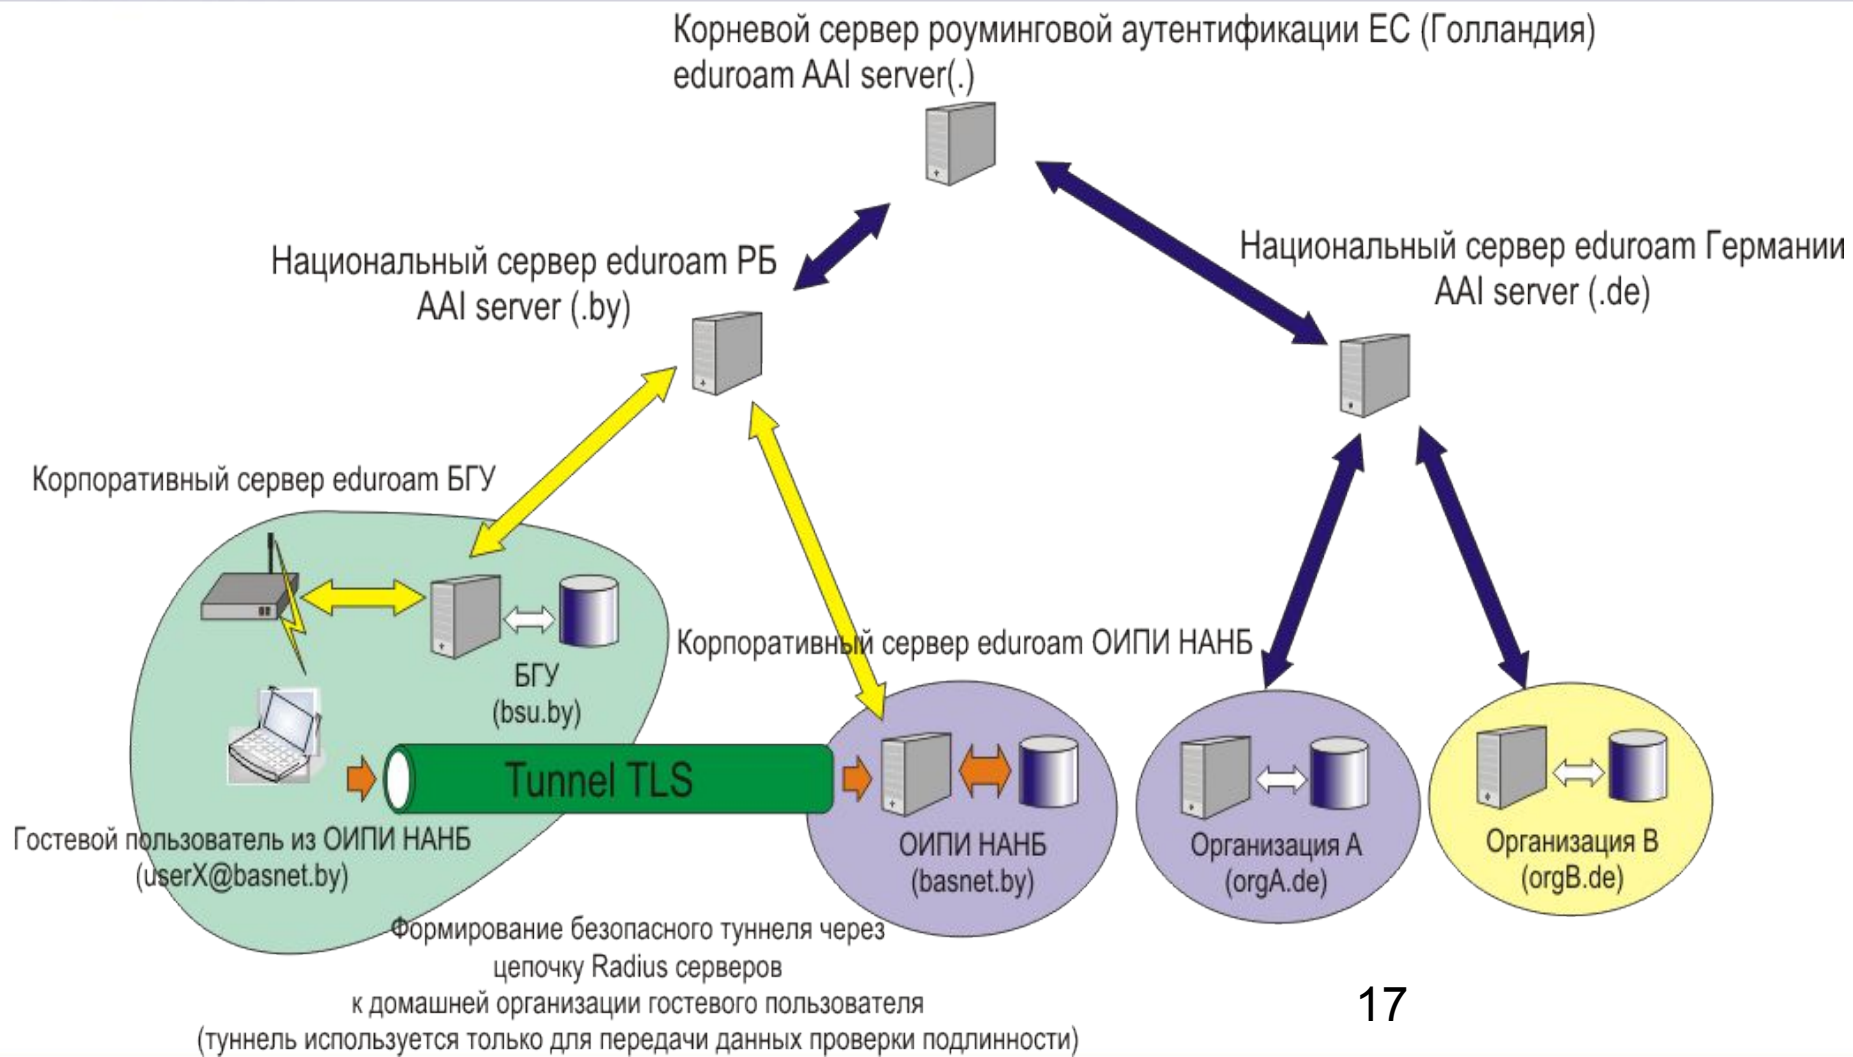 Корневой сервер роуминговой аутентификации ЕС (Голландия)
eduroam AAI server(.)
Национальный сервер eduroam РБ
AAI server (.by)
Национальный сервер eduroam Германии
AAI server (.de)
Корпоративный сервер eduroam БГУ
БГУ
(bsu.by)
Корпоративный сервер eduroam ОИПИ НАНБ
Tunnel TLS
Гостевой пользователь из ОИПИ НАНБ
(userX@basnet.by)
ОИПИ НАНБ
(basnet.by)
Организация A
(orgA.de)
Организация B
(orgB.de)
Формирование безопасного туннеля через
цепочку Radius серверов
к домашней организации гостевого пользователя
(туннель используется только для передачи данных проверки подлинности)
17